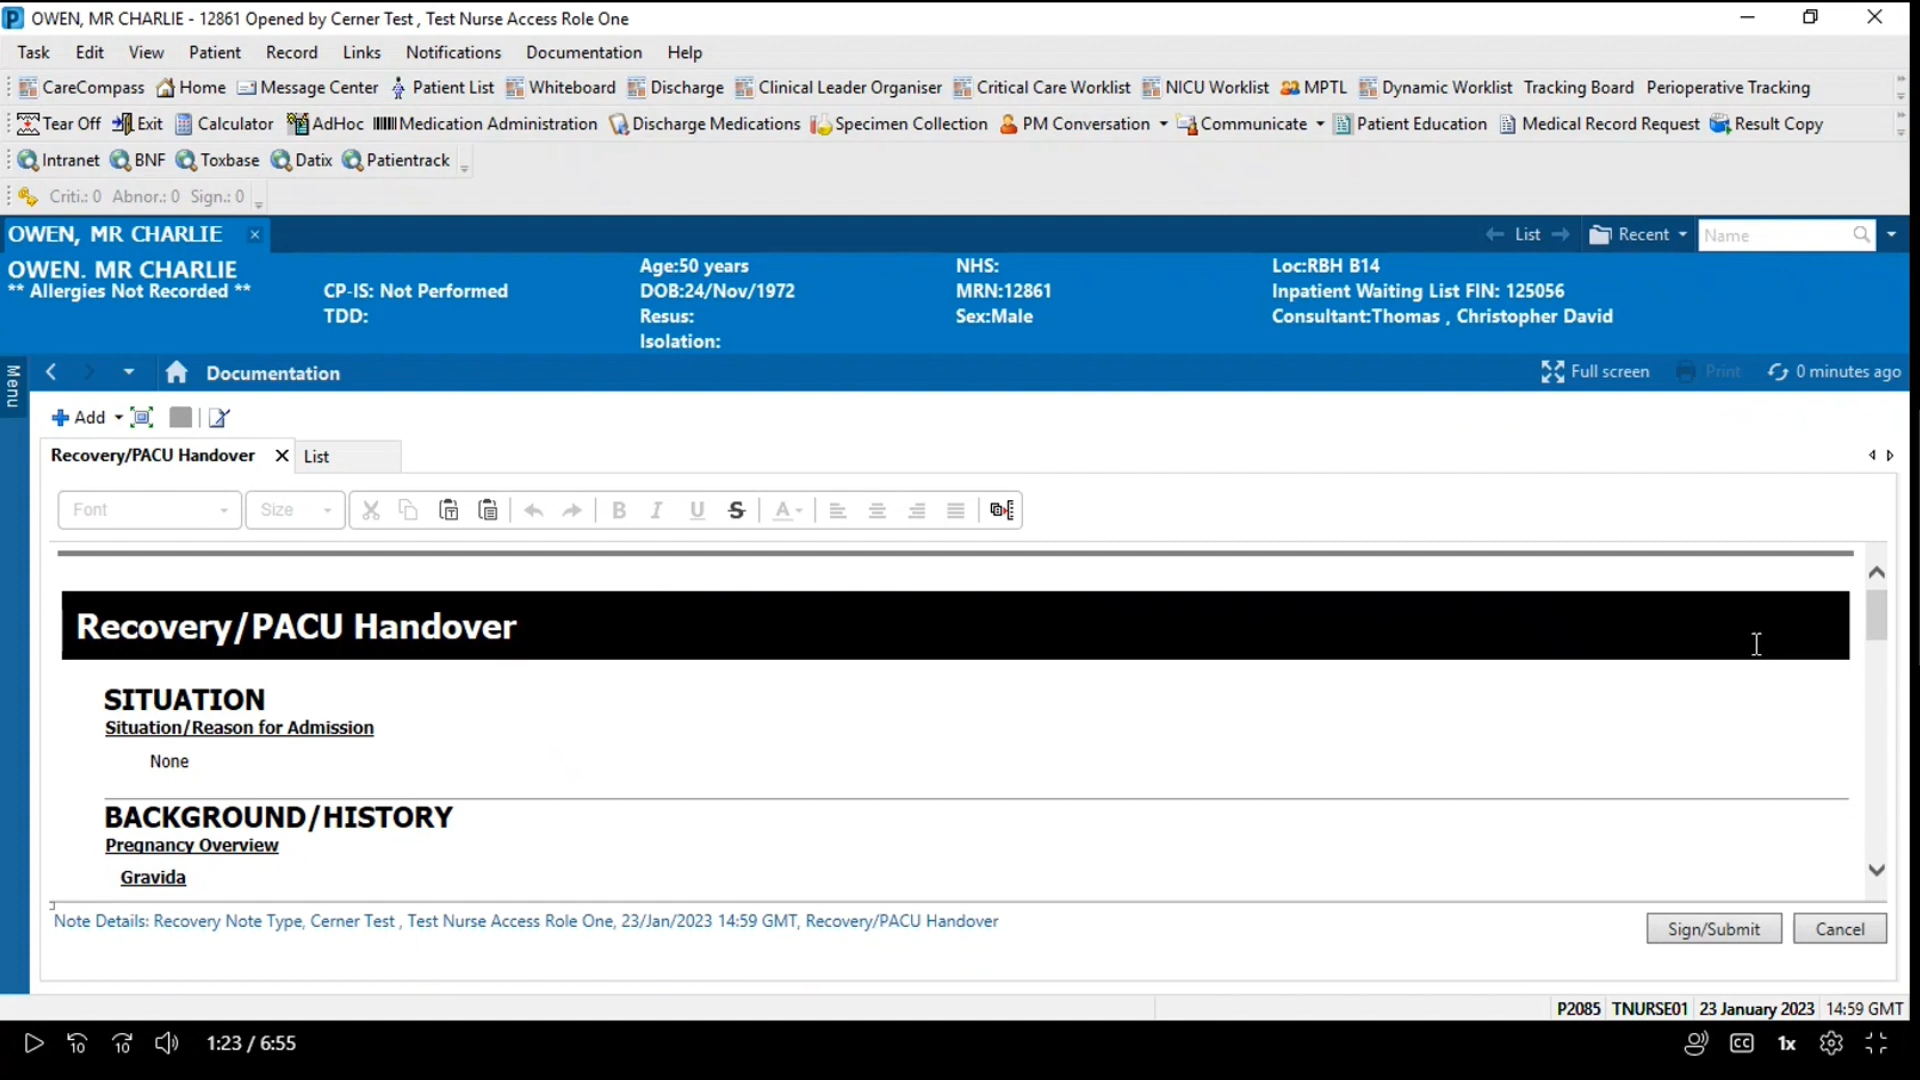 OWEN, MR CHARLIE - 12861 Opened by Cerner Test , Test Nurse Access Role One
Task Edit View Patient Record Links Notifications Documentation Help
CareCompass Home Message Center Patient List Whiteboard Discharge Clinical Leader Organiser Critical Care Worklist NICU Worklist MPTL Dynamic Worklist Tracking Board Perioperative Tracking
Tear Off Exit Calculator AdHoc Medication Administration Discharge Medications Specimen Collection PM Conversation Communicate Patient Education Medical Record Request Result Copy
Intranet BNF Toxbase Datix Patientrack
Criti.: 0 Abnor.: 0 Sign.: 0
OWEN, MR CHARLIE List Recent Name
OWEN. MR CHARLIE Age:50 years NHS: Loc:RBH B14
** Allergies Not Recorded ** CP-IS: Not Performed DOB:24/Nov/1972 MRN:12861 Inpatient Waiting List FIN: 125056
TDD: Resus: Sex:Male Consultant:Thomas , Christopher David
Isolation:
Menu
Documentation Full screen Print 0 minutes ago
Add
Recovery/PACU Handover List
Font Size B I U S A
Recovery/PACU Handover
SITUATION
Situation/Reason for Admission
None
BACKGROUND/HISTORY
Pregnancy Overview
Gravida
Note Details: Recovery Note Type, Cerner Test , Test Nurse Access Role One, 23/Jan/2023 14:59 GMT, Recovery/PACU Handover
Sign/Submit Cancel
P2085 TNURSE01 23 January 2023 14:59 GMT
10 10 1:23 / 6:55 CC 1x